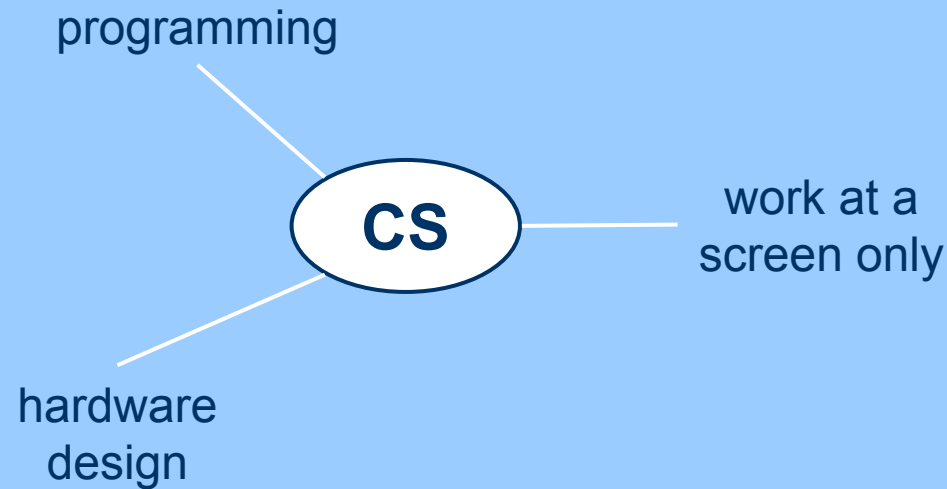 programming
CS
work at a
screen only
hardware
design